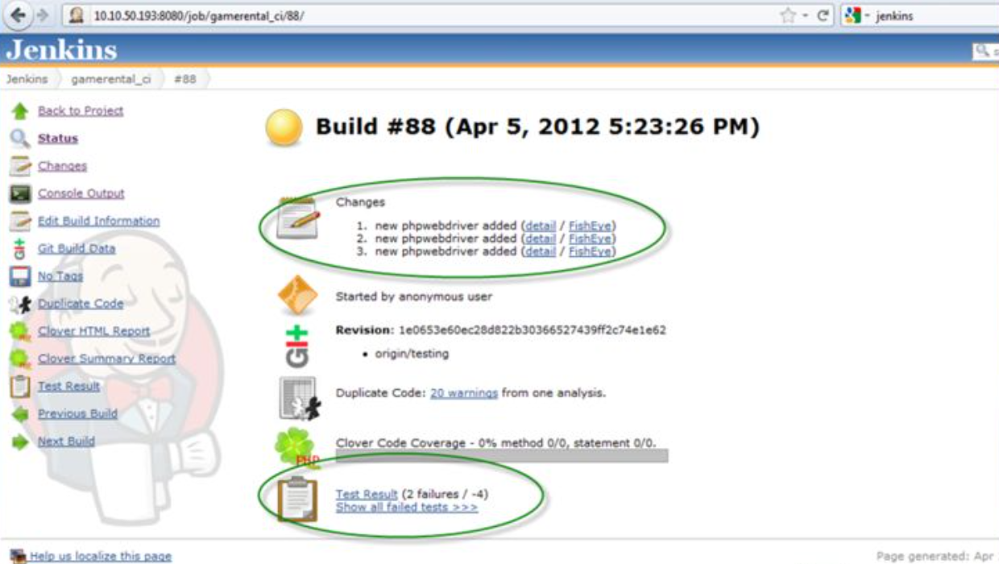 10.10.50.193:8080/job/gamerental_ci/88/
jenkins
Jenkins
Jenkins gamerental_ci #88
Back to Project
Status
Changes
Console Output
Edit Build Information
Git Build Data
No Tags
Duplicate Code
Clover HTML Report
Clover Summary Report
Test Result
Previous Build
Next Build
Build #88 (Apr 5, 2012 5:23:26 PM)
Changes
1. new phpwebdriver added (detail / FishEye)
2. new phpwebdriver added (detail / FishEye)
3. new phpwebdriver added (detail / FishEye)
Started by anonymous user
GIT
Revision: 1e0653e60ec28d822b30366527439ff2c74e1e62
• origin/testing
Duplicate Code: 20 warnings from one analysis.
Clover Code Coverage - 0% method 0/0, statement 0/0.
PHP
Test Result (2 failures / -4)
Show all failed tests >>>
Help us localize this page
Page generated: Apr